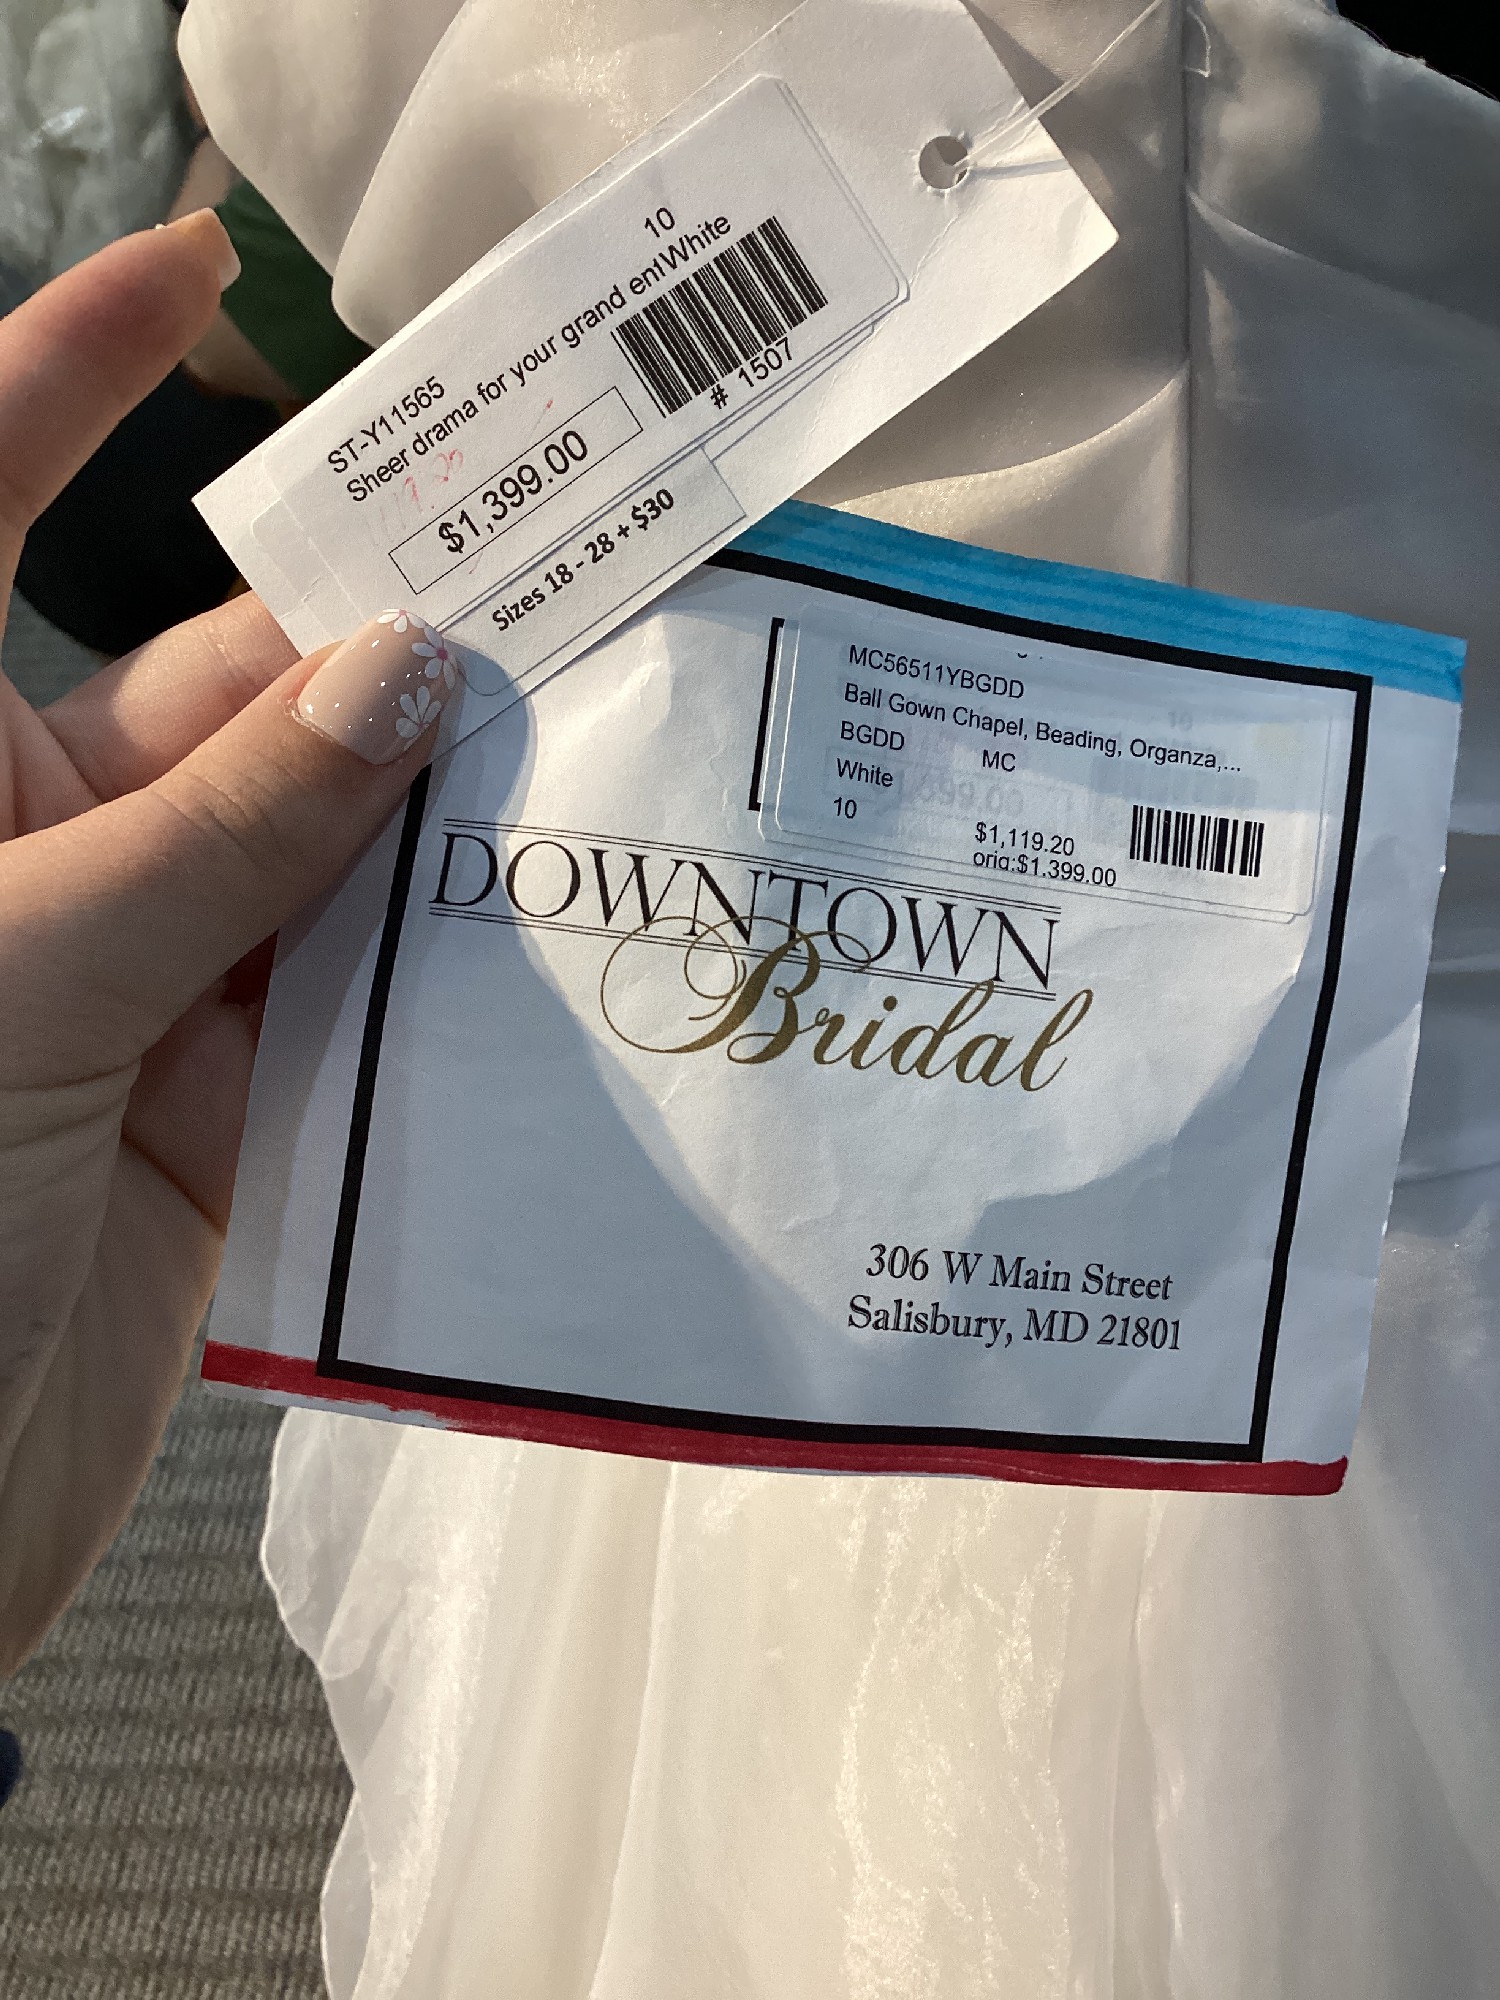 10
ST-Y11565
Sheer drama for your grand ent White
$1,399.00
# 1507
Sizes 18 - 28 + $30
MC56511YBGDD
Ball Gown Chapel, Beading, Organza,...
BGDD MC
White
10
$1,119.20
orig:$1,399.00
DOWNTOWN
Bridal
306 W Main Street
Salisbury, MD 21801